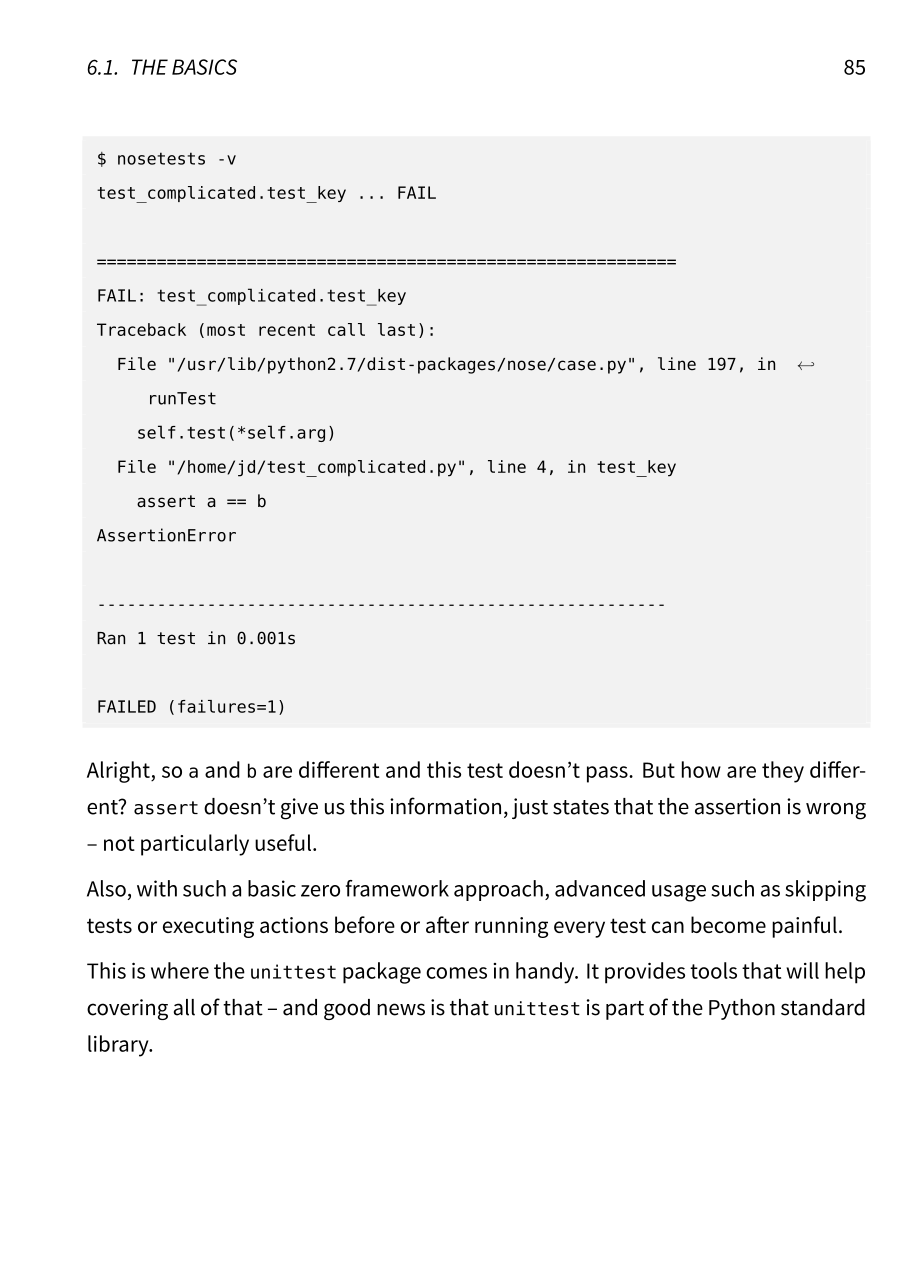 6.1. THE BASICS 85
$ nosetests -v
test_complicated.test_key ... FAIL
==========================================================
FAIL: test_complicated.test_key
Traceback (most recent call last):
  File "/usr/lib/python2.7/dist-packages/nose/case.py", line 197, in ↩
     runTest
    self.test(*self.arg)
  File "/home/jd/test_complicated.py", line 4, in test_key
    assert a == b
AssertionError
---------------------------------------------------------
Ran 1 test in 0.001s
FAILED (failures=1)
Alright, so a and b are different and this test doesn’t pass. But how are they differ-
ent? assert doesn’t give us this information, just states that the assertion is wrong
– not particularly useful.
Also, with such a basic zero framework approach, advanced usage such as skipping
tests or executing actions before or after running every test can become painful.
This is where the unittest package comes in handy. It provides tools that will help
covering all of that – and good news is that unittest is part of the Python standard
library.